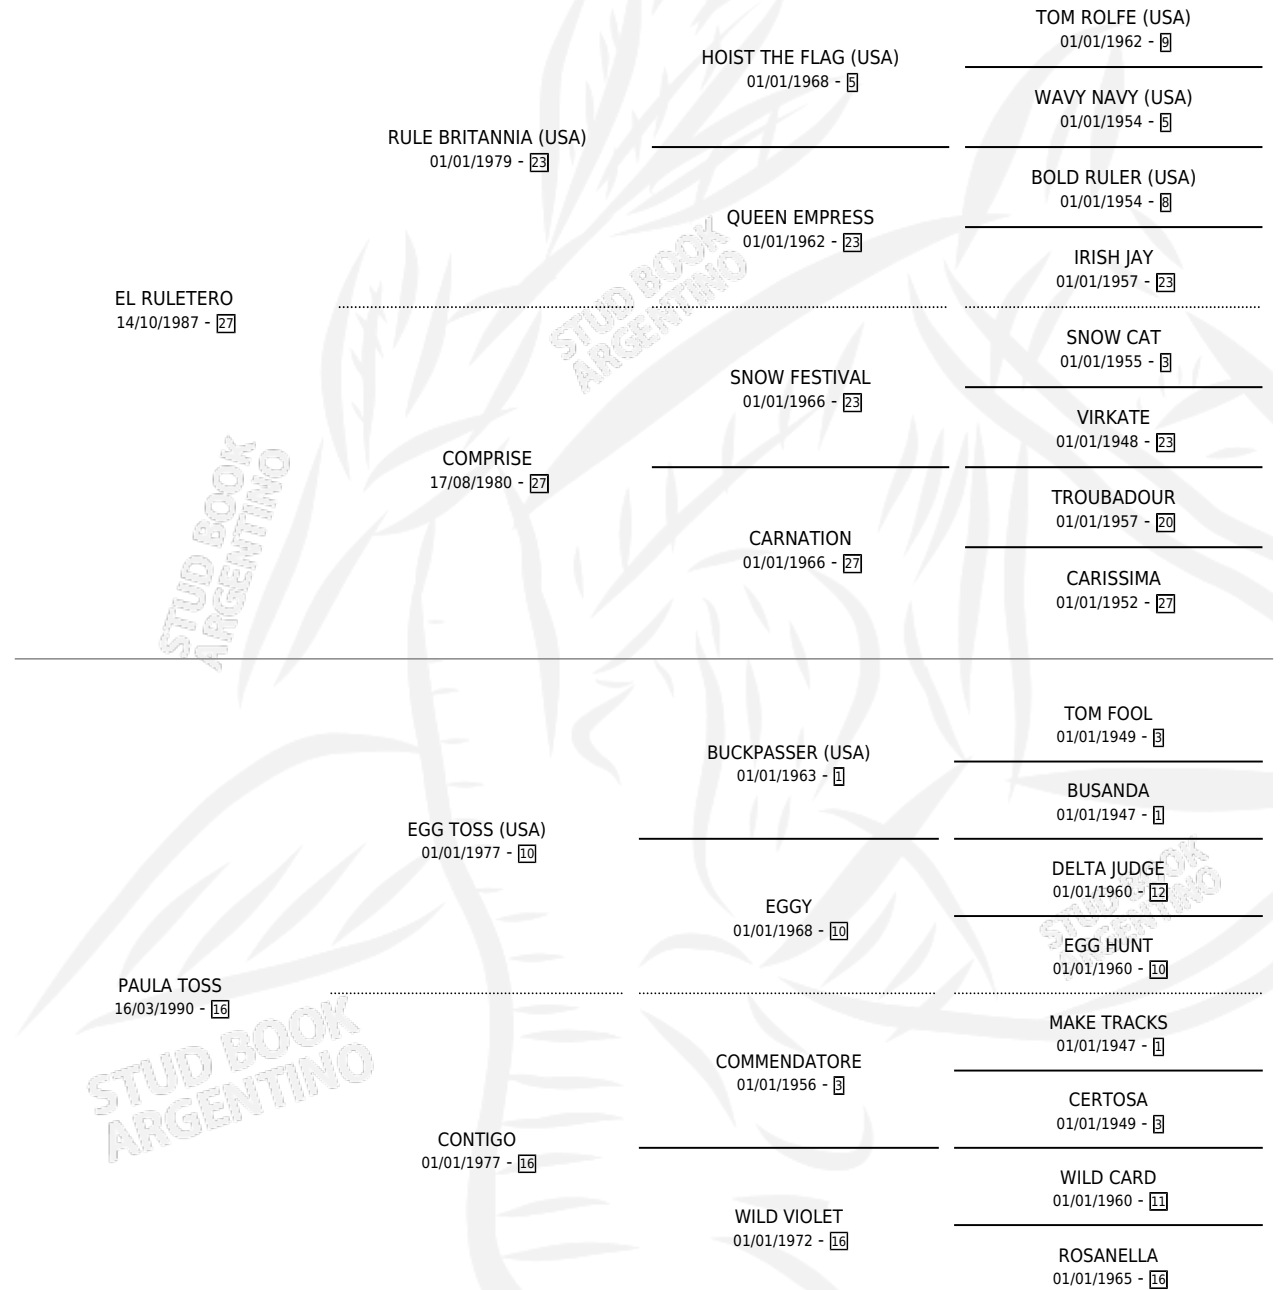 TOM ROLFE (USA)
01/01/1962 - 9
HOIST THE FLAG (USA)
01/01/1968 - 5
WAVY NAVY (USA)
01/01/1954 - 5
RULE BRITANNIA (USA)
01/01/1979 - 23
BOLD RULER (USA)
01/01/1954 - 8
QUEEN EMPRESS
01/01/1962 - 23
IRISH JAY
01/01/1957 - 23
EL RULETERO
14/10/1987 - 27
STUD BOOK
ARGENTINO
SNOW CAT
01/01/1955 - 3
SNOW FESTIVAL
01/01/1966 - 23
VIRKATE
01/01/1948 - 23
COMPRISE
17/08/1980 - 27
TROUBADOUR
01/01/1957 - 20
CARNATION
01/01/1966 - 27
CARISSIMA
01/01/1952 - 27
STUD BOOK
ARGENTINO
TOM FOOL
01/01/1949 - 3
BUCKPASSER (USA)
01/01/1963 - 1
BUSANDA
01/01/1947 - 1
EGG TOSS (USA)
01/01/1977 - 10
DELTA JUDGE
01/01/1960 - 12
EGGY
01/01/1968 - 10
STUD BOOK
ARGENTINO
EGG HUNT
01/01/1960 - 10
PAULA TOSS
16/03/1990 - 16
MAKE TRACKS
01/01/1947 - 1
COMMENDATORE
01/01/1956 - 3
CERTOSA
01/01/1949 - 3
STUD BOOK
ARGENTINO
CONTIGO
01/01/1977 - 16
WILD CARD
01/01/1960 - 11
WILD VIOLET
01/01/1972 - 16
ROSANELLA
01/01/1965 - 16